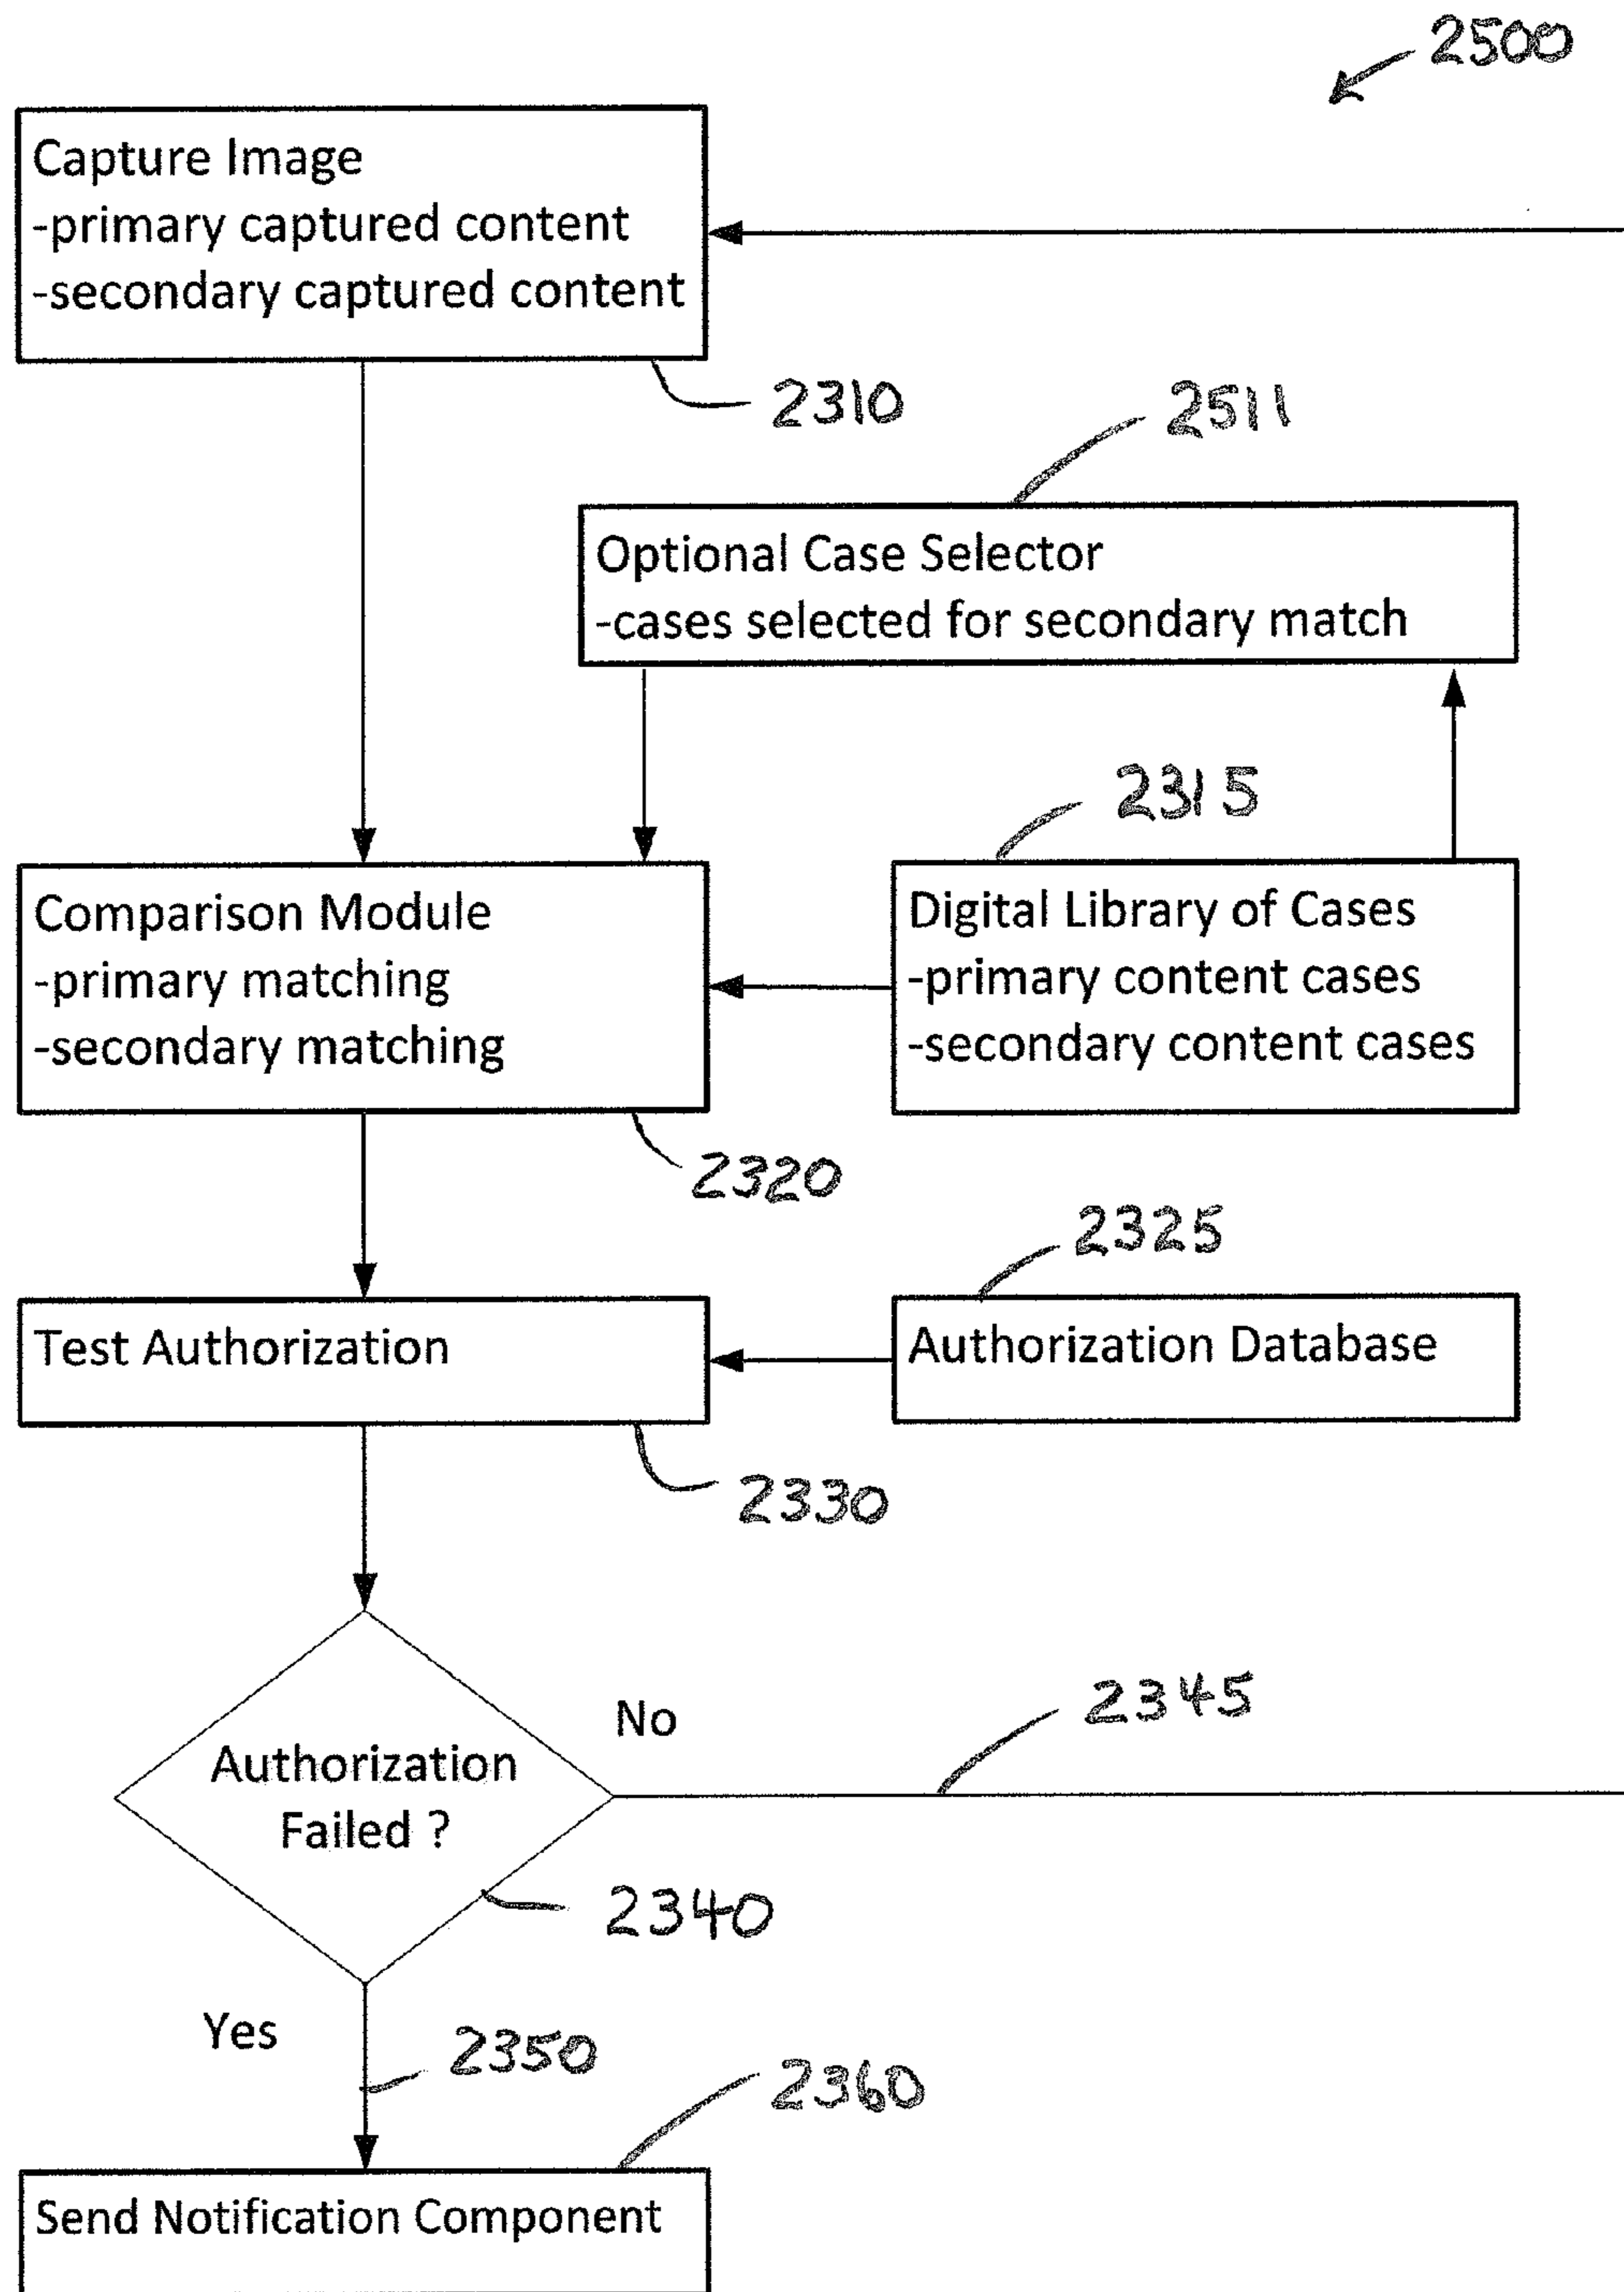 2500
Capture Image
-primary captured content
-secondary captured content
2310
2511
Optional Case Selector
-cases selected for secondary match
2315
Comparison Module
-primary matching
-secondary matching
Digital Library of Cases
-primary content cases
-secondary content cases
2320
2325
Test Authorization
Authorization Database
2330
No
2345
Authorization
Failed ?
2340
Yes
2350
2360
Send Notification Component